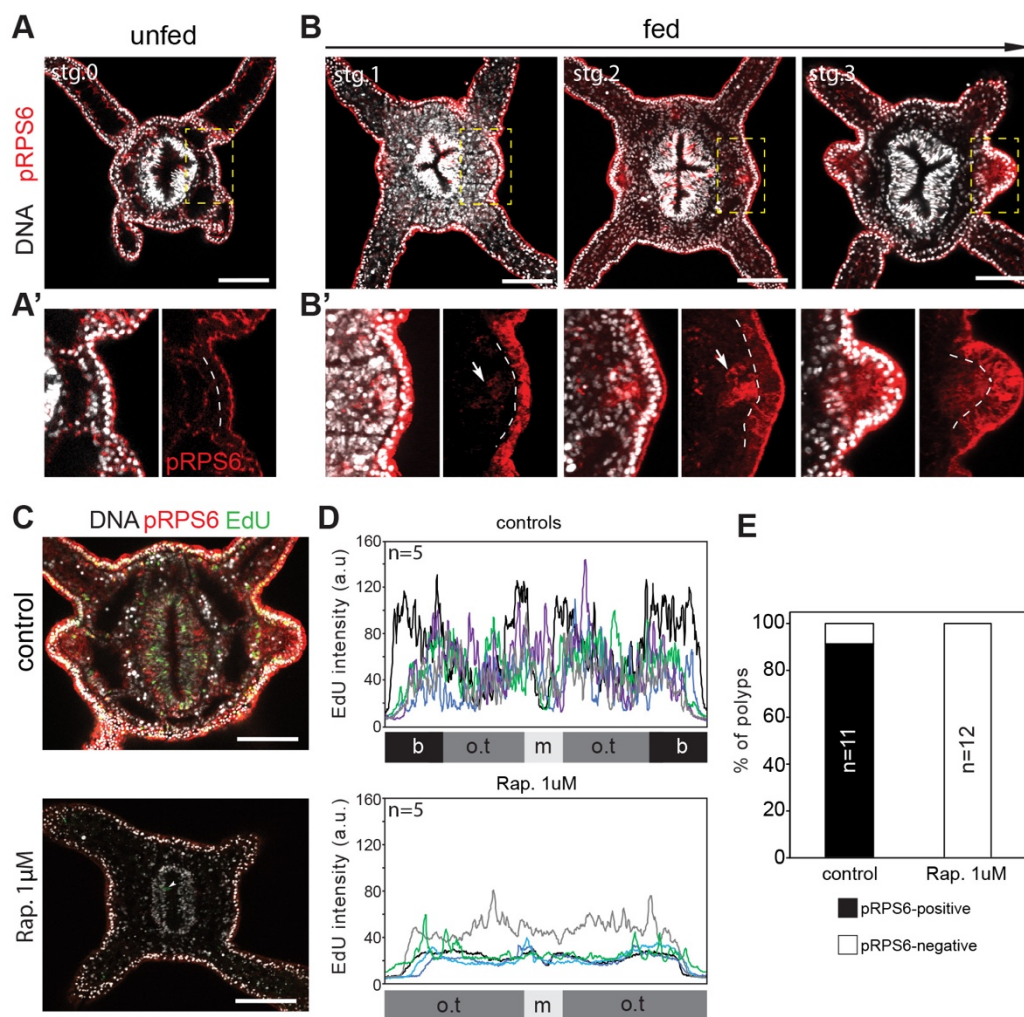 A
unfed
B
fed
DNA pRPS6
stg.0
stg.1
stg.2
stg.3
A'
B'
pRPS6
C
DNA pRPS6 EdU
control
Rap. 1µM
D
controls
n=5
EdU intensity (a.u)
160
120
80
40
0
b
o.t
m
o.t
b
Rap. 1uM
n=5
EdU intensity (a.u.)
160
120
80
40
0
o.t
m
o.t
E
% of polyps
100
80
60
40
20
0
n=11
n=12
control
Rap. 1uM
pRPS6-positive
pRPS6-negative